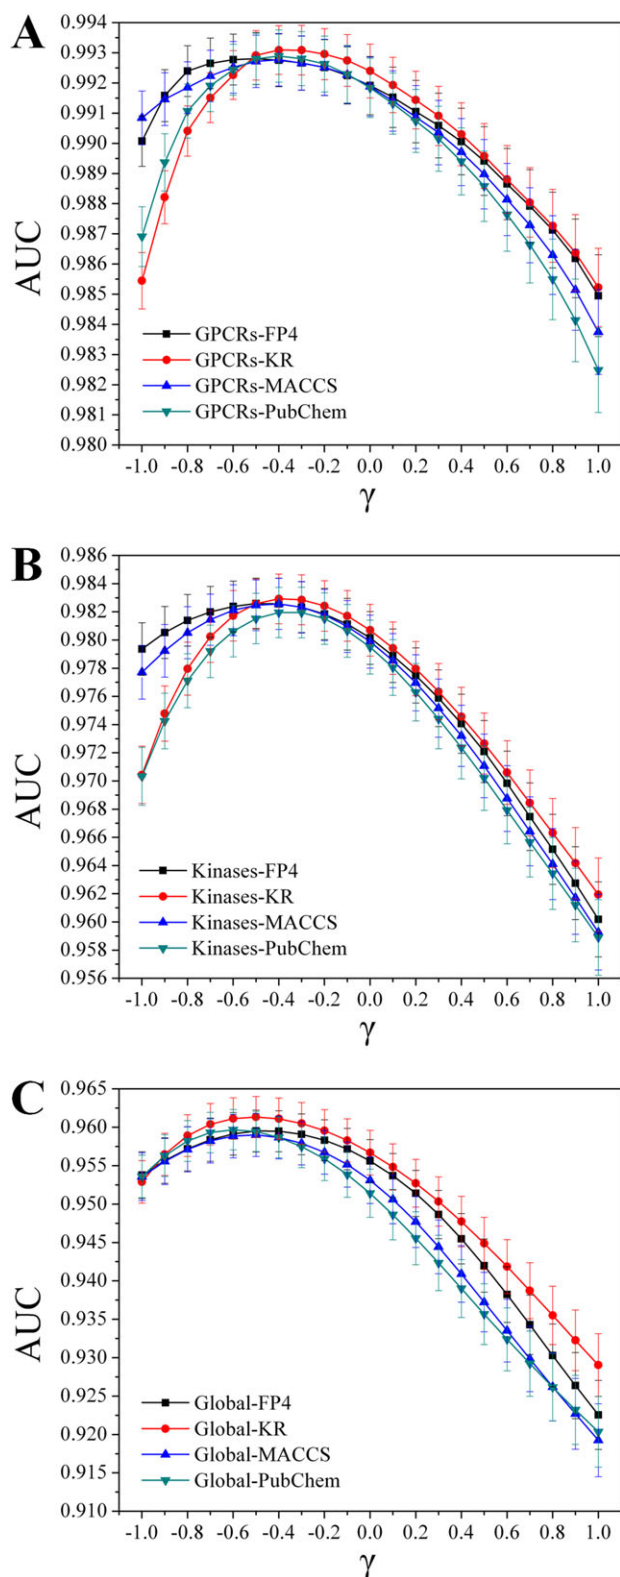 A
0.994
0.993
0.992
0.991
0.990
0.989
0.988
0.987
0.986
0.985
0.984
0.983
0.982
0.981
0.980
AUC
GPCRs-FP4
GPCRs-KR
GPCRs-MACCS
GPCRs-PubChem
-1.0 -0.8 -0.6 -0.4 -0.2 0.0 0.2 0.4 0.6 0.8 1.0
γ
B
0.986
0.984
0.982
0.980
0.978
0.976
0.974
0.972
0.970
0.968
0.966
0.964
0.962
0.960
0.958
0.956
AUC
Kinases-FP4
Kinases-KR
Kinases-MACCS
Kinases-PubChem
-1.0 -0.8 -0.6 -0.4 -0.2 0.0 0.2 0.4 0.6 0.8 1.0
γ
C
0.965
0.960
0.955
0.950
0.945
0.940
0.935
0.930
0.925
0.920
0.915
0.910
AUC
Global-FP4
Global-KR
Global-MACCS
Global-PubChem
-1.0 -0.8 -0.6 -0.4 -0.2 0.0 0.2 0.4 0.6 0.8 1.0
γ